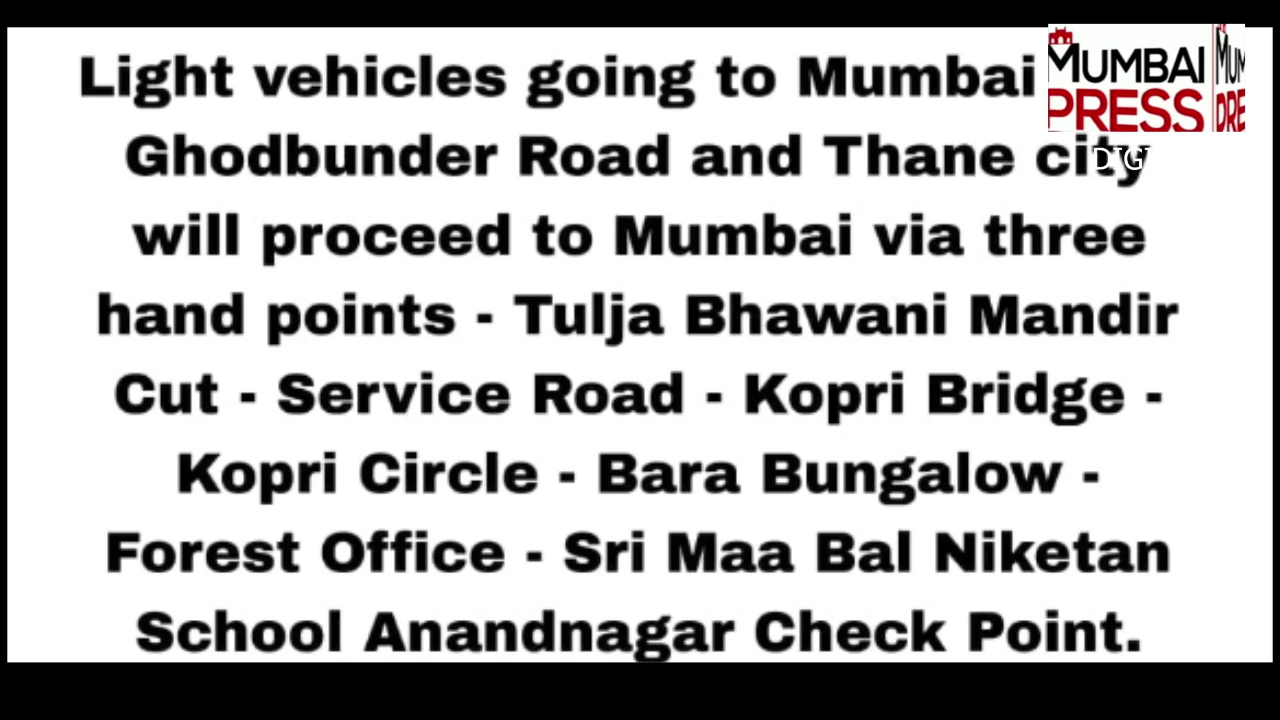 Light vehicles going to Mumbai
Ghodbunder Road and Thane city
will proceed to Mumbai via three
hand points - Tulja Bhawani Mandir
Cut - Service Road - Kopri Bridge -
Kopri Circle - Bara Bungalow -
Forest Office - Sri Maa Bal Niketan
School Anandnagar Check Point.
MUMBAI
PRESS